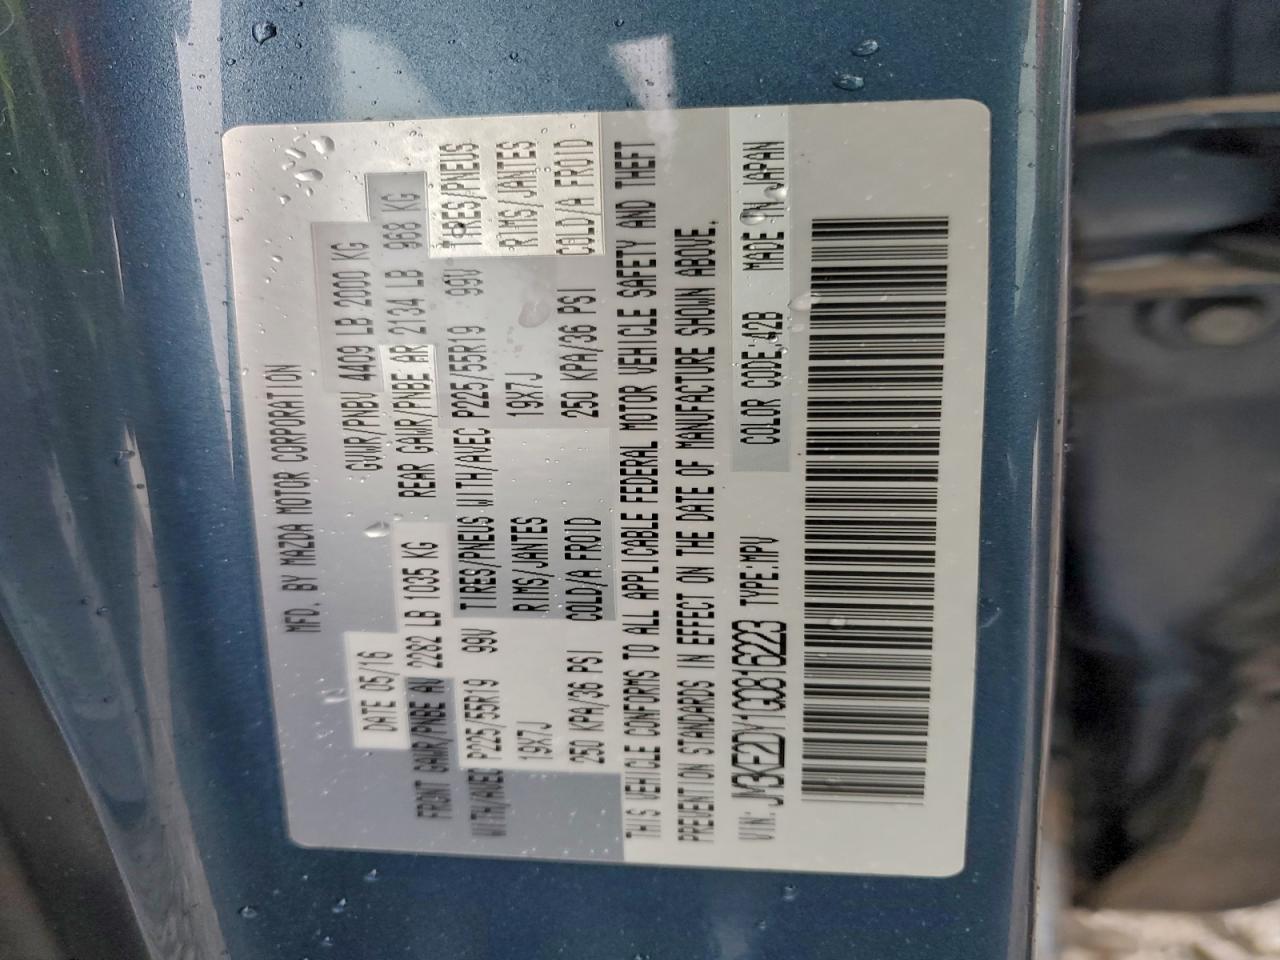 MFD. BY MAZDA MOTOR CORPORATION
DATE 05/16 GVWR/PNBV 4409 LB 2000 KG
FRONT GAWR/PNBE AV 2282 LB 1035 KG REAR GAWR/PNBE AR 2134 LB 968 KG
WITH/AVEC P225/55R19 99V TIRES/PNEUS WITH/AVEC P225/55R19 99V TIRES/PNEUS
19X7J RIMS/JANTES 19X7J RIMS/JANTES
250 KPA/36 PSI COLD/A FROID 250 KPA/36 PSI COLD/A FROID
THIS VEHICLE CONFORMS TO ALL APPLICABLE FEDERAL MOTOR VEHICLE SAFETY AND THEFT
PREVENTION STANDARDS IN EFFECT ON THE DATE OF MANUFACTURE SHOWN ABOVE.
VIN: JM3KE2DY1G0816223 TYPE:MPV COLOR CODE:42B MADE IN JAPAN